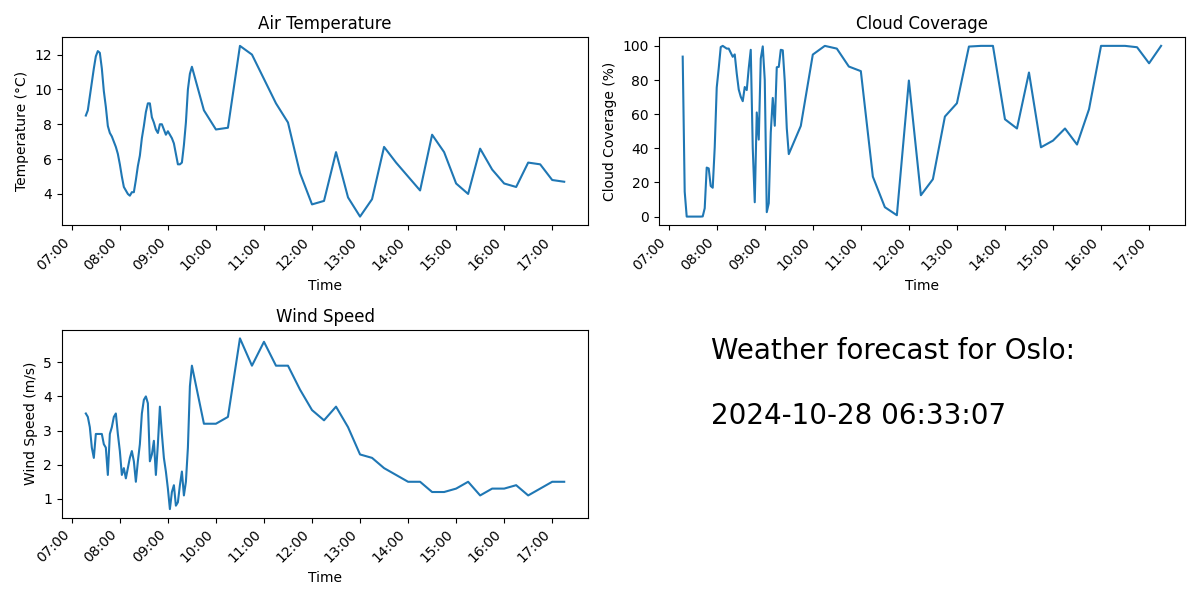 Air Temperature
Temperature (°C)
12
10
8
6
4
07:00 08:00 09:00 10:00 11:00 12:00 13:00 14:00 15:00 16:00 17:00
Time
Cloud Coverage
Cloud Coverage (%)
100
80
60
40
20
0
07:00 08:00 09:00 10:00 11:00 12:00 13:00 14:00 15:00 16:00 17:00
Time
Wind Speed
Wind Speed (m/s)
5
4
3
2
1
07:00 08:00 09:00 10:00 11:00 12:00 13:00 14:00 15:00 16:00 17:00
Time
Weather forecast for Oslo:
2024-10-28 06:33:07